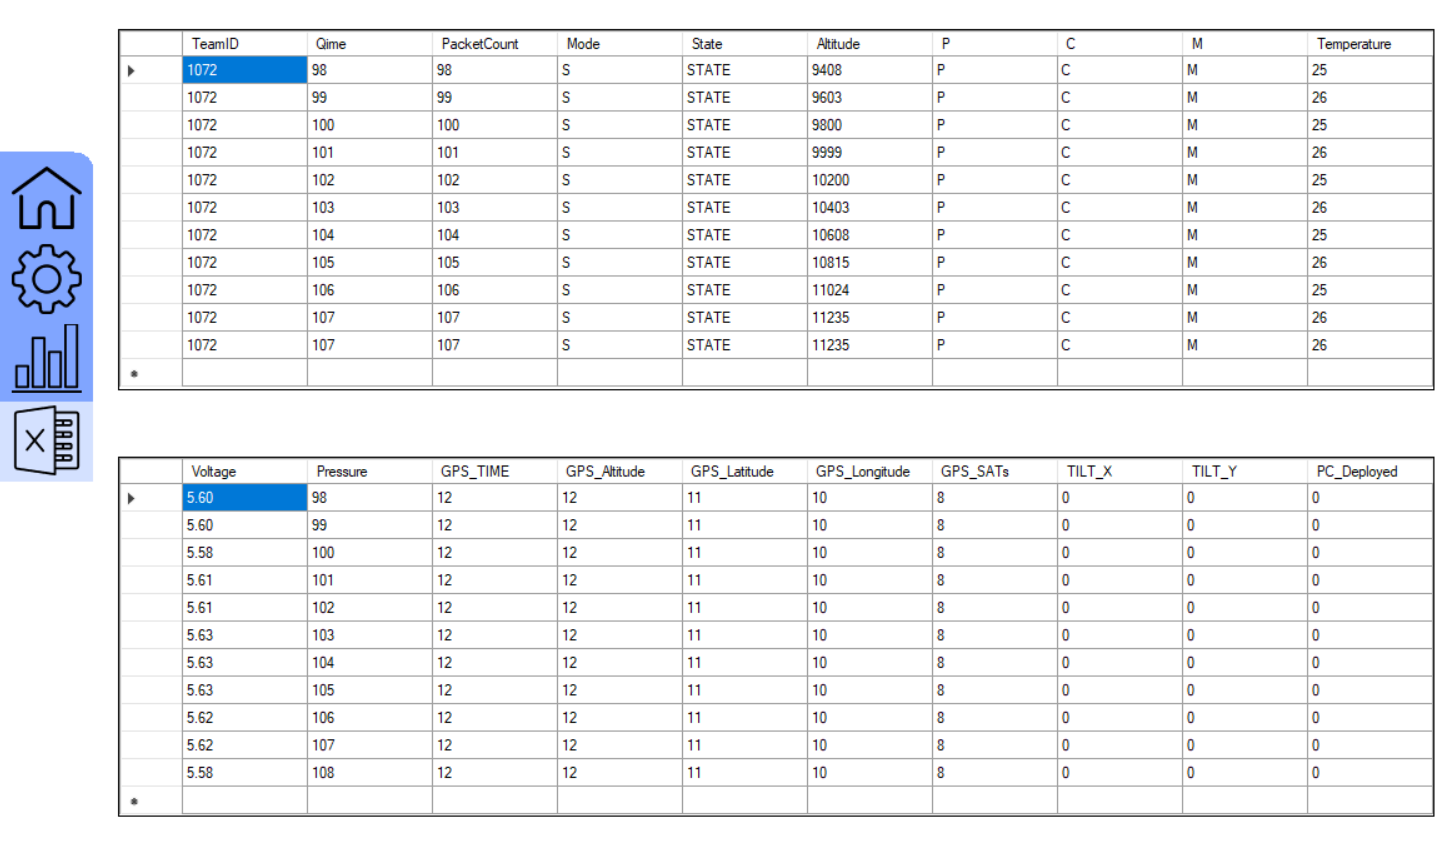 TeamID Qime PacketCount Mode State Altitude P C M Temperature
1072 98 98 S STATE 9408 P C M 25
1072 99 99 S STATE 9603 P C M 26
1072 100 100 S STATE 9800 P C M 25
1072 101 101 S STATE 9999 P C M 26
1072 102 102 S STATE 10200 P C M 25
1072 103 103 S STATE 10403 P C M 26
1072 104 104 S STATE 10608 P C M 25
1072 105 105 S STATE 10815 P C M 26
1072 106 106 S STATE 11024 P C M 25
1072 107 107 S STATE 11235 P C M 26
1072 107 107 S STATE 11235 P C M 26
X
Voltage Pressure GPS_TIME GPS_Altitude GPS_Latitude GPS_Longitude GPS_SATs TILT_X TILT_Y PC_Deployed
5.60 98 12 12 11 10 8 0 0 0
5.60 99 12 12 11 10 8 0 0 0
5.58 100 12 12 11 10 8 0 0 0
5.61 101 12 12 11 10 8 0 0 0
5.61 102 12 12 11 10 8 0 0 0
5.63 103 12 12 11 10 8 0 0 0
5.63 104 12 12 11 10 8 0 0 0
5.63 105 12 12 11 10 8 0 0 0
5.62 106 12 12 11 10 8 0 0 0
5.62 107 12 12 11 10 8 0 0 0
5.58 108 12 12 11 10 8 0 0 0